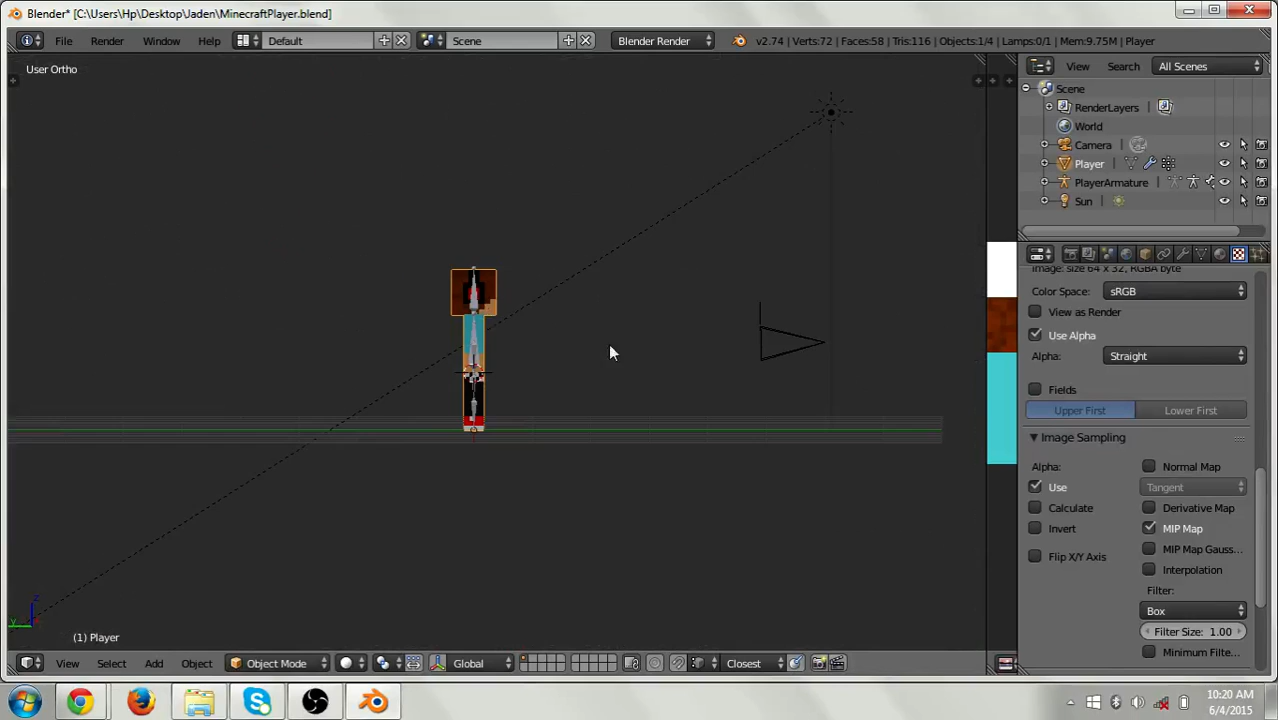 Blender* [C:\Users\Hp\Desktop\Jaden\MinecraftPlayer.blend]
File Render Window Help Default Scene Blender Render v2.74 | Verts:72 | Faces:58 | Tris:116 | Objects:1/4 | Lamps:0/1 | Mem:9.75M | Player
User Ortho
View Search All Scenes
Scene
RenderLayers
World
Camera
Player
PlayerArmature
Sun
Image: size 64 x 32, RGBA byte
Color Space: sRGB
View as Render
Use Alpha
Alpha: Straight
Fields
Upper First Lower First
Image Sampling
Alpha: Normal Map
Use Tangent
Calculate Derivative Map
Invert MIP Map
MIP Map Gauss...
Flip X/Y Axis
Interpolation
Filter:
Box
Filter Size: 1.00
Minimum Filte...
z
y
(1) Player
View Select Add Object Object Mode Global Closest
10:20 AM
6/4/2015